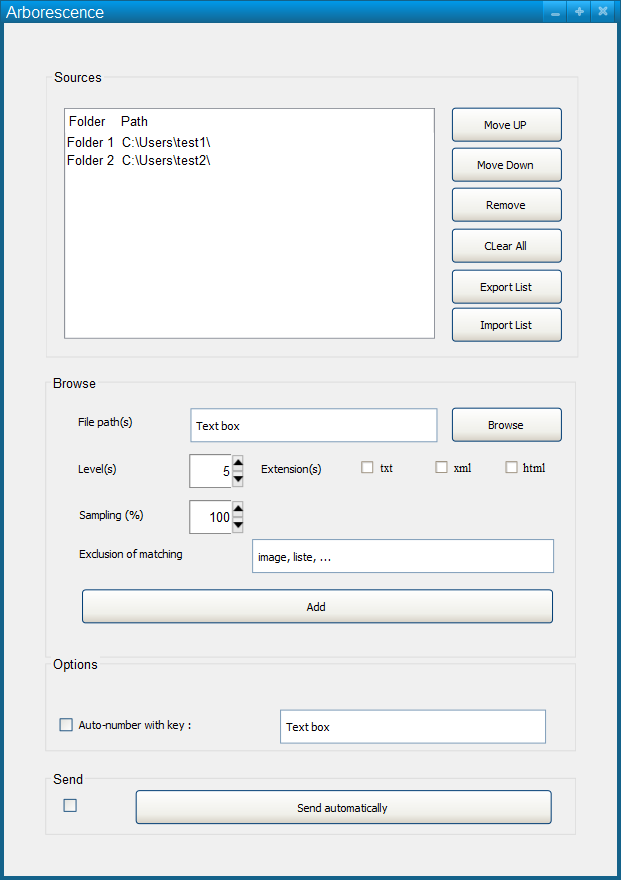 Arborescence
Sources
Folder Path
Folder 1 C:\Users\test1\
Folder 2 C:\Users\test2\
Move UP
Move Down
Remove
CLear All
Export List
Import List
Browse
File path(s) Text box Browse
Level(s) 5 Extension(s) txt xml html
Sampling (%) 100
Exclusion of matching image, liste, ...
Add
Options
Auto-number with key : Text box
Send
Send automatically